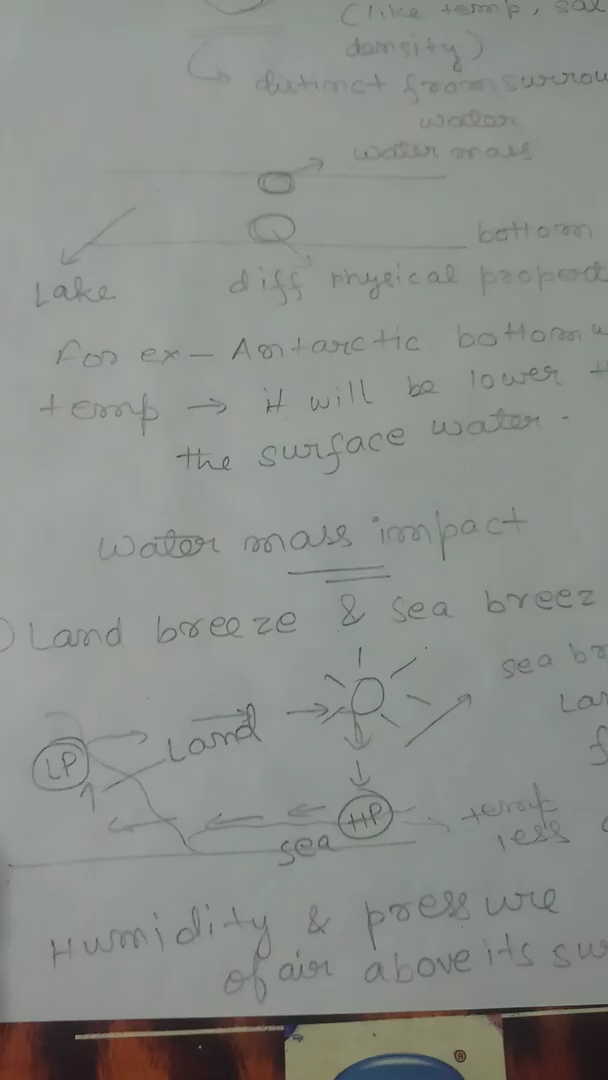 (like temp, sal
density)
distinct from surrou
water
water mass
bottom
Lake
diff physical propert
For ex - Antarctic bottom
temp → it will be lower
the surface water.
Water mass impact
Land breeze & sea breez
sea br
LP
Land
Lan
HP
sea
temp
less
Humidity & pressure
of air above its su
®